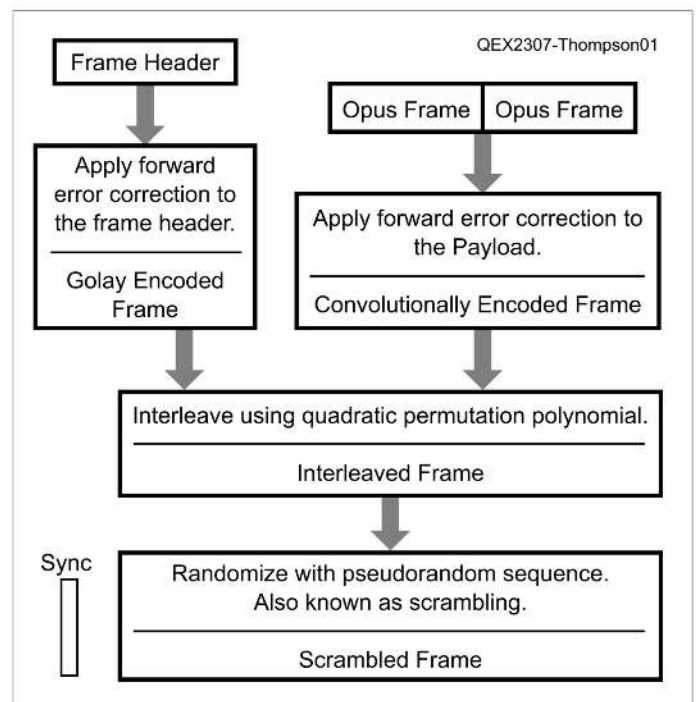 QEX2307-Thompson01
Frame Header
Opus Frame Opus Frame
Apply forward
error correction to
the frame header.
Golay Encoded
Frame
Apply forward error correction to
the Payload.
Convolutionally Encoded Frame
Interleave using quadratic permutation polynomial.
Interleaved Frame
Sync
Randomize with pseudorandom sequence.
Also known as scrambling.
Scrambled Frame